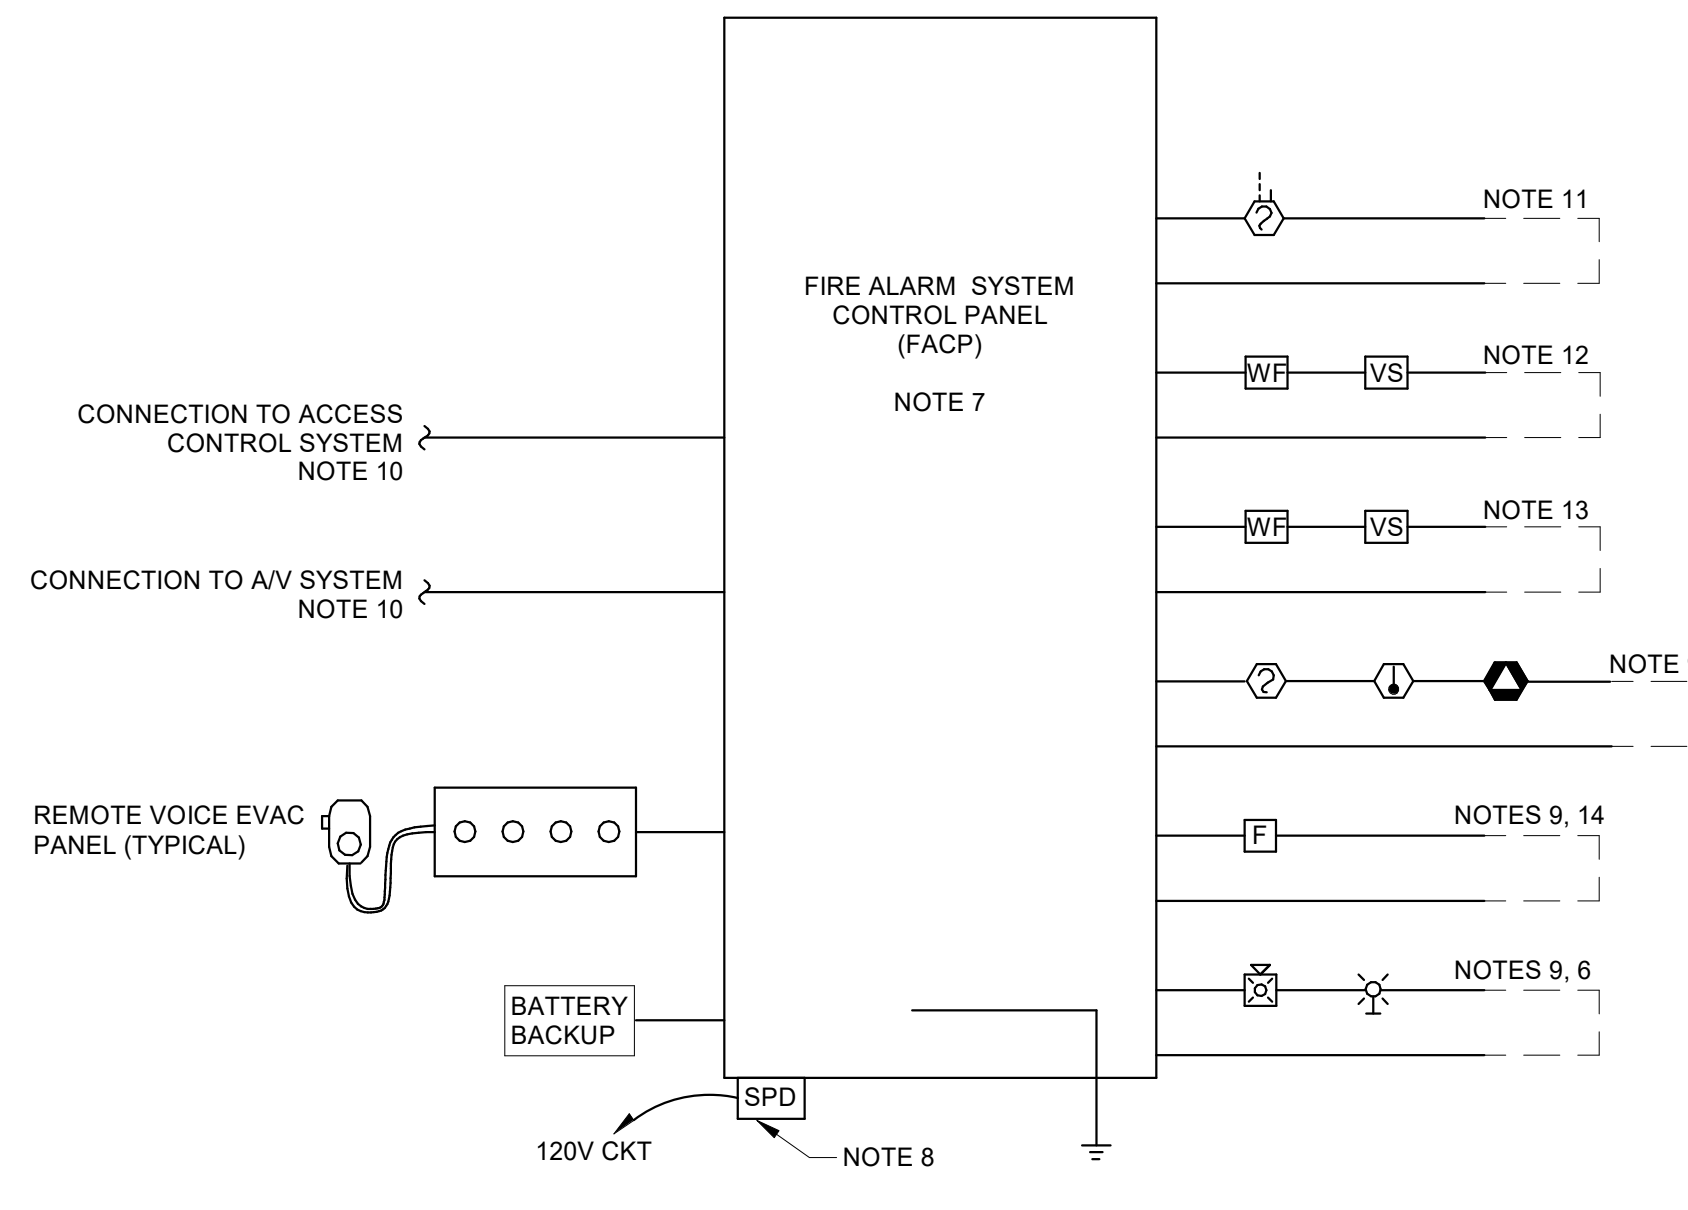 FIRE ALARM SYSTEM
CONTROL PANEL
(FACP)
NOTE 7
CONNECTION TO ACCESS
CONTROL SYSTEM
NOTE 10
CONNECTION TO A/V SYSTEM
NOTE 10
REMOTE VOICE EVAC
PANEL (TYPICAL)
BATTERY
BACKUP
SPD
120V CKT
NOTE 8
NOTE 11
WF VS NOTE 12
WF VS NOTE 13
NOTE
F NOTES 9, 14
NOTES 9, 6